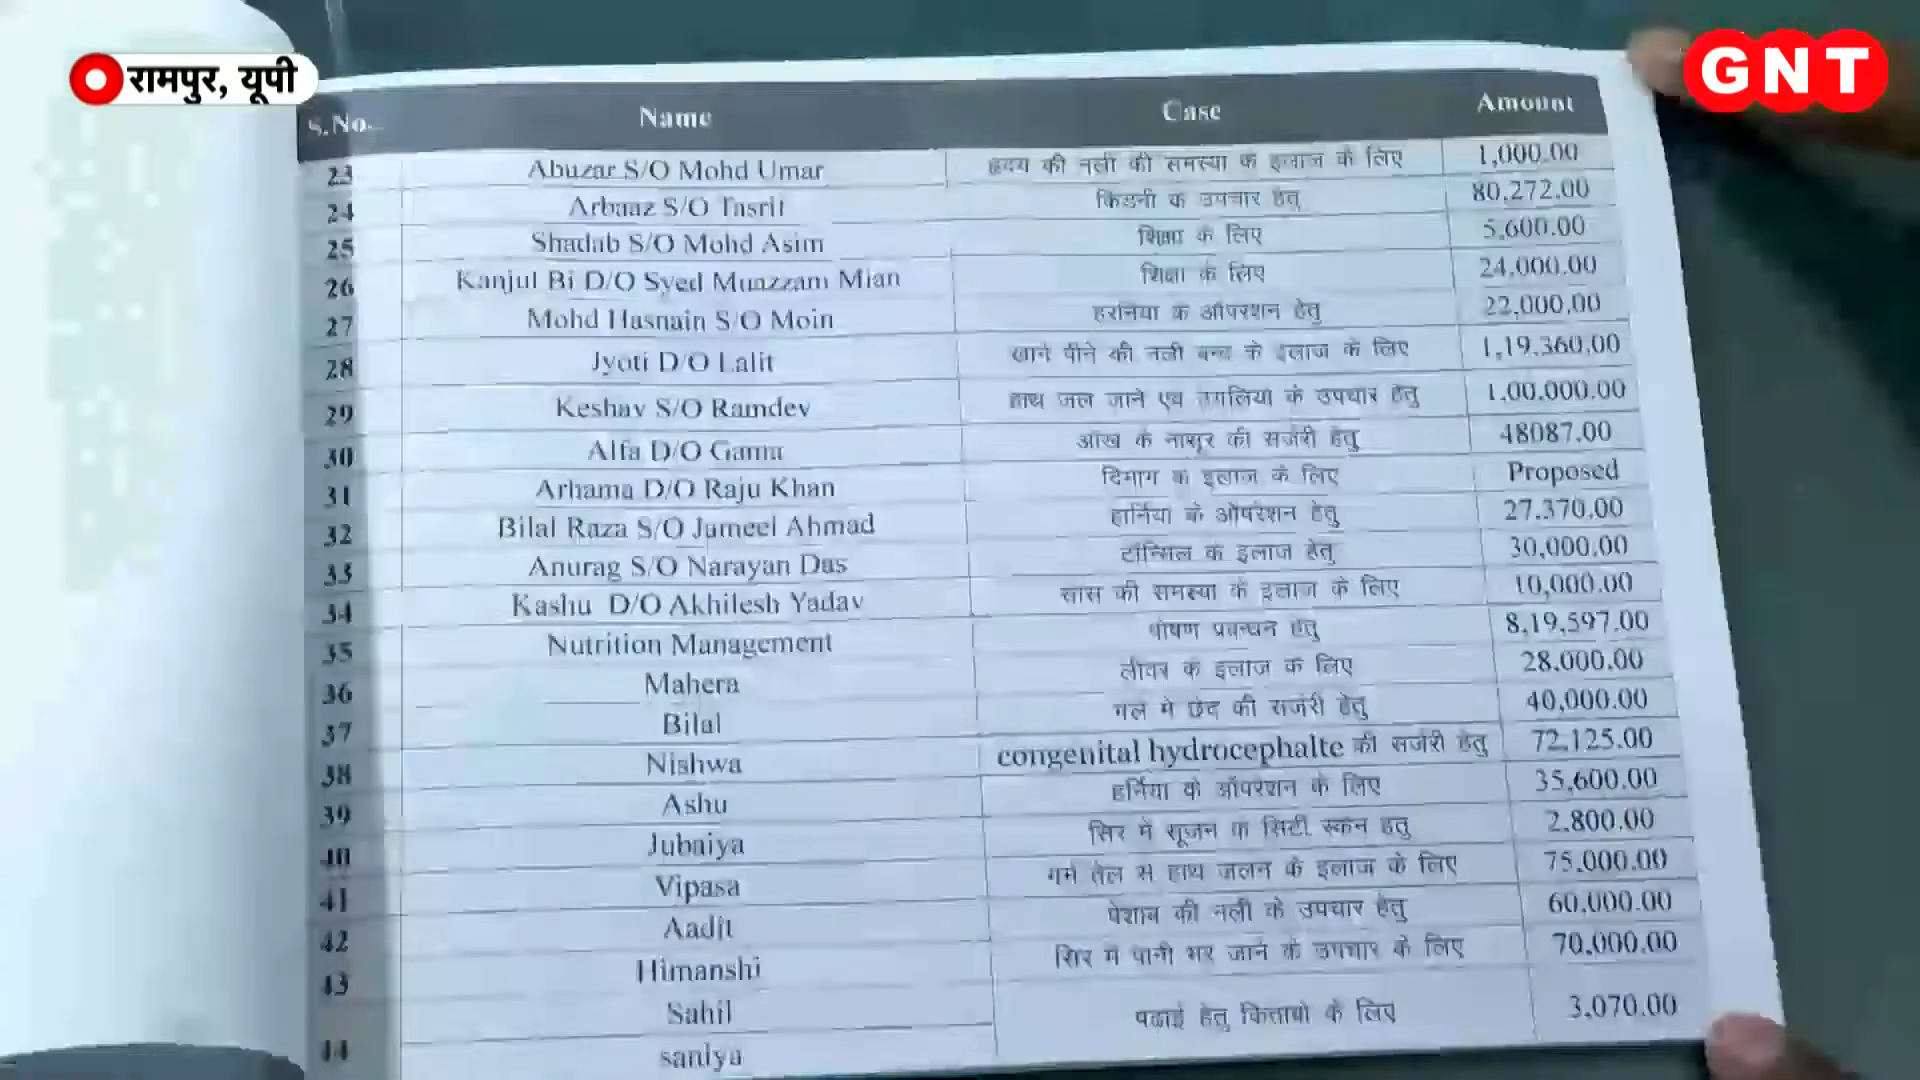 रामपुर, यूपी
GNT
S.No. Name Case Amount
23 Abuzar S/O Mohd Umar हृदय की नली की समस्या के इलाज के लिए 1,000.00
24 Arbaaz S/O Tasrif किडनी के उपचार हेतु 80,272.00
25 Shadab S/O Mohd Asim शिक्षा के लिए 5,600.00
26 Kanjul Bi D/O Syed Muazzam Mian शिक्षा के लिए 24,000.00
27 Mohd Hasnain S/O Moin हरनिया के ऑपरेशन हेतु 22,000.00
28 Jyoti D/O Lalit खाने पीने की नली बन्द के इलाज के लिए 1,19,360.00
29 Keshav S/O Ramdev हाथ जल जाने एवं उंगलियों के उपचार हेतु 1,00,000.00
30 Alfa D/O Gama आंख के नासूर की सर्जरी हेतु 48087.00
31 Arhama D/O Raju Khan दिमाग के इलाज के लिए Proposed
32 Bilal Raza S/O Jameel Ahmad हार्निया के ऑपरेशन हेतु 27,370.00
33 Anurag S/O Narayan Das टॉन्सिल के इलाज हेतु 30,000.00
34 Kashu D/O Akhilesh Yadav सांस की समस्या के इलाज के लिए 10,000.00
35 Nutrition Management पोषण प्रबन्धन हेतु 8,19,597.00
36 Mahera लीवर के इलाज के लिए 28,000.00
37 Bilal गले में छेद की सर्जरी हेतु 40,000.00
38 Nishwa congenital hydrocephalte की सर्जरी हेतु 72,125.00
39 Ashu हर्निया के ऑपरेशन के लिए 35,600.00
40 Jubaiya सिर में सूजन के सिटी स्कैन हेतु 2,800.00
41 Vipasa गर्म तेल से हाथ जलने के इलाज के लिए 75,000.00
42 Aadit पेशाब की नली के उपचार हेतु 60,000.00
43 Himanshi सिर में पानी भर जाने के उपचार के लिए 70,000.00
Sahil पढाई हेतु किताबो के लिए 3,070.00
44 saniya